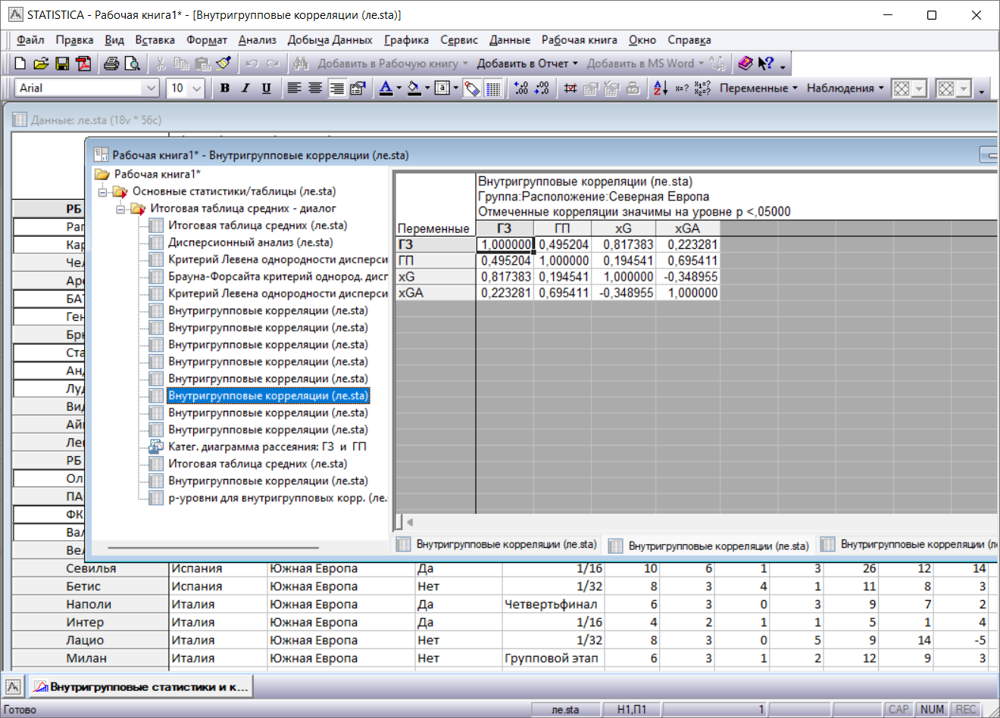 STATISTICA - Рабочая книга1* - [Внутригрупповые корреляции (ле.sta)]
Файл Правка Вид Вставка Формат Анализ Добыча Данных Графика Сервис Данные Рабочая книга Окно Справка
Добавить в Рабочую книгу Добавить в Отчет Добавить в MS Word
Arial 10 B I U Переменные Наблюдения
Данные: ле.sta (18v * 56c)
Рабочая книга1* - Внутригрупповые корреляции (ле.sta)
Рабочая книга1*
Основные статистики/таблицы (ле.sta)
Итоговая таблица средних - диалог
Итоговая таблица средних (ле.sta)
Дисперсионный анализ (ле.sta)
Критерий Левена однородности дисперси
Брауна-Форсайта критерий однород. дисп
Критерий Левена однородности дисперси
Внутригрупповые корреляции (ле.sta)
Внутригрупповые корреляции (ле.sta)
Внутригрупповые корреляции (ле.sta)
Внутригрупповые корреляции (ле.sta)
Внутригрупповые корреляции (ле.sta)
Внутригрупповые корреляции (ле.sta)
Внутригрупповые корреляции (ле.sta)
Внутригрупповые корреляции (ле.sta)
Катег. диаграмма рассеяния: ГЗ и ГП
Итоговая таблица средних (ле.sta)
Внутригрупповые корреляции (ле.sta)
р-уровни для внутригрупповых корр. (ле.
Внутригрупповые корреляции (ле.sta)
Группа:Расположение:Северная Европа
Отмеченные корреляции значимы на уровне p <,05000
Переменные ГЗ ГП xG xGA
ГЗ 1,000000 0,495204 0,817383 0,223281
ГП 0,495204 1,000000 0,194541 0,695411
xG 0,817383 0,194541 1,000000 -0,348955
xGA 0,223281 0,695411 -0,348955 1,000000
Внутригрупповые корреляции (ле.sta) Внутригрупповые корреляции (ле.sta) Внутригрупповые корреляции (ле
РБ
Кар
БАТ
Ген
Ста
Анд
РБ
Ол
ПА
ФК
Вал
Вел
Севилья Испания Южная Европа Да 1/16 10 6 1 3 26 12 14
Бетис Испания Южная Европа Нет 1/32 8 3 4 1 11 8 3
Наполи Италия Южная Европа Да Четвертьфинал 6 3 0 3 9 7 2
Интер Италия Южная Европа Да 1/16 4 2 1 1 5 1 4
Лацио Италия Южная Европа Нет 1/32 8 3 0 5 9 14 -5
Милан Италия Южная Европа Нет Групповой этап 6 3 1 2 12 9 3
Внутригрупповые статистики и к...
Готово ле.sta Н1,П1 1 CAP NUM REC